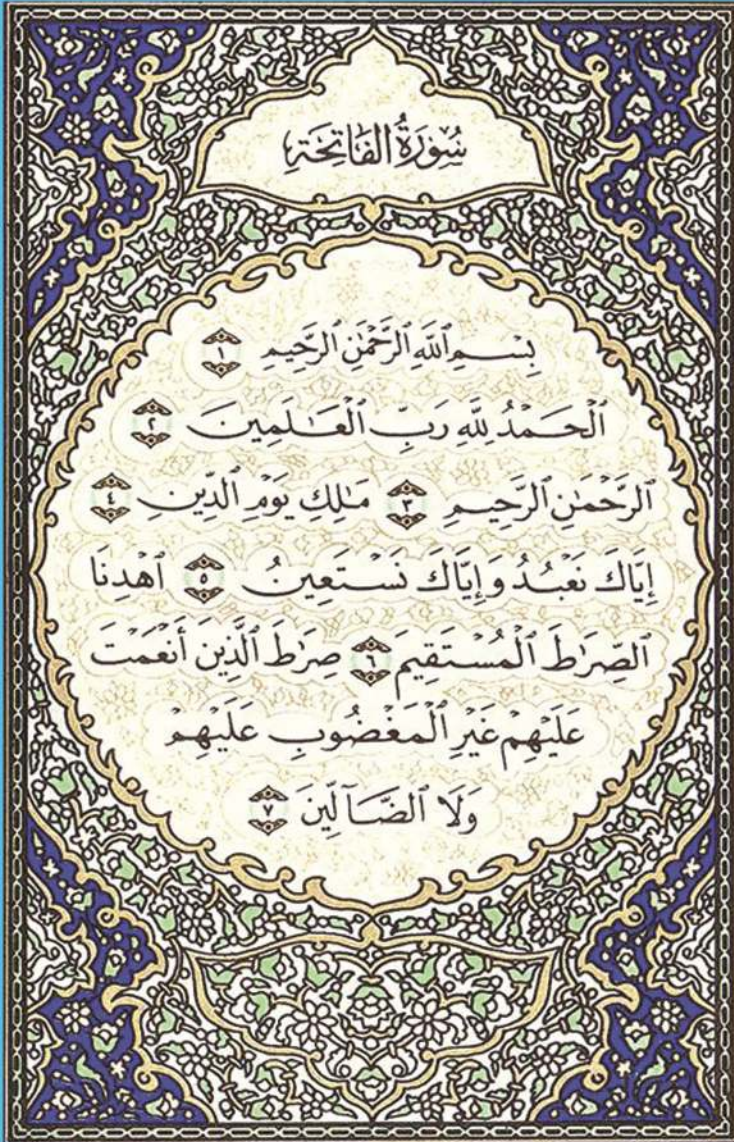 سُورَةُ الفَاتِحَةِ
بِسْمِ ٱللَّهِ ٱلرَّحْمَٰنِ ٱلرَّحِيمِ ١
ٱلْحَمْدُ لِلَّهِ رَبِّ ٱلْعَٰلَمِينَ ٢
ٱلرَّحْمَٰنِ ٱلرَّحِيمِ ٣ مَٰلِكِ يَوْمِ ٱلدِّينِ ٤
إِيَّاكَ نَعْبُدُ وَإِيَّاكَ نَسْتَعِينُ ٥ ٱهْدِنَا
ٱلصِّرَٰطَ ٱلْمُسْتَقِيمَ ٦ صِرَٰطَ ٱلَّذِينَ أَنْعَمْتَ
عَلَيْهِمْ غَيْرِ ٱلْمَغْضُوبِ عَلَيْهِمْ
وَلَا ٱلضَّآلِّينَ ٧